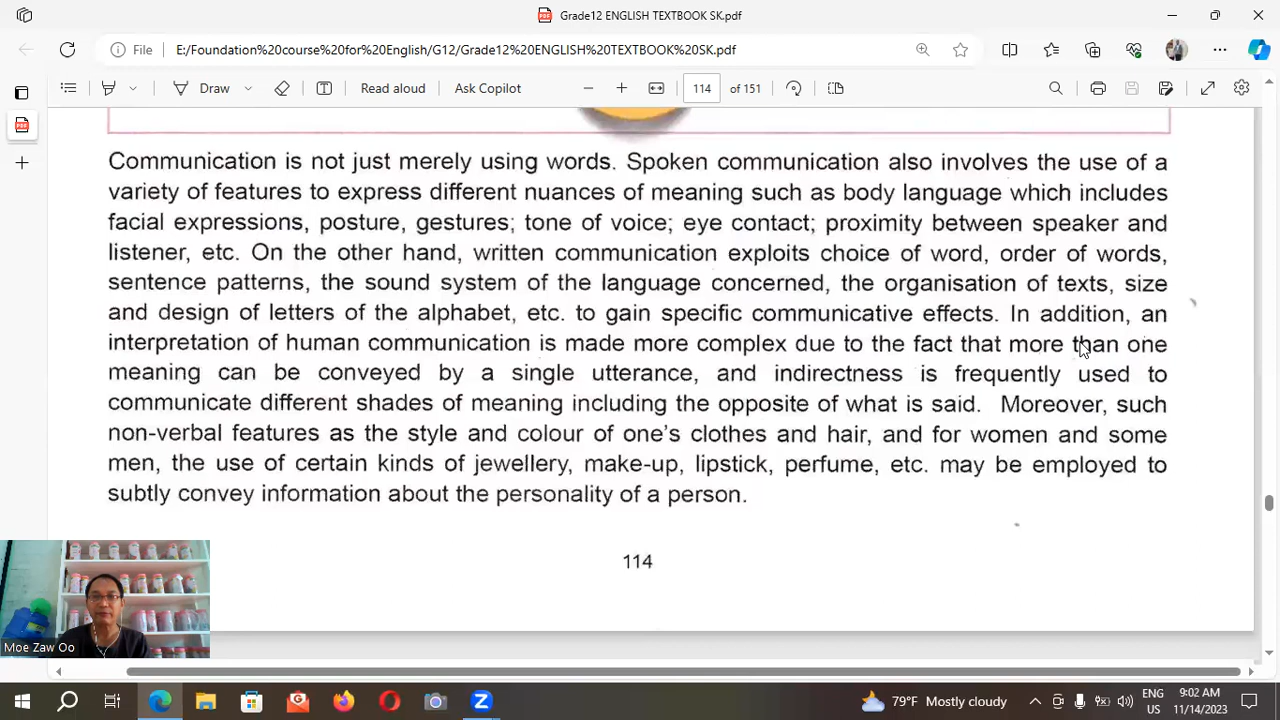 Grade12 ENGLISH TEXTBOOK SK.pdf
File E:/Foundation%20course%20for%20English/G12/Grade12%20ENGLISH%20TEXTBOOK%20SK.pdf
Draw Read aloud Ask Copilot 114 of 151
Communication is not just merely using words. Spoken communication also involves the use of a
variety of features to express different nuances of meaning such as body language which includes
facial expressions, posture, gestures; tone of voice; eye contact; proximity between speaker and
listener, etc. On the other hand, written communication exploits choice of word, order of words,
sentence patterns, the sound system of the language concerned, the organisation of texts, size
and design of letters of the alphabet, etc. to gain specific communicative effects. In addition, an
interpretation of human communication is made more complex due to the fact that more than one
meaning can be conveyed by a single utterance, and indirectness is frequently used to
communicate different shades of meaning including the opposite of what is said. Moreover, such
non-verbal features as the style and colour of one's clothes and hair, and for women and some
men, the use of certain kinds of jewellery, make-up, lipstick, perfume, etc. may be employed to
subtly convey information about the personality of a person.
114
Moe Zaw Oo
79°F Mostly cloudy
ENG
US
9:02 AM
11/14/2023